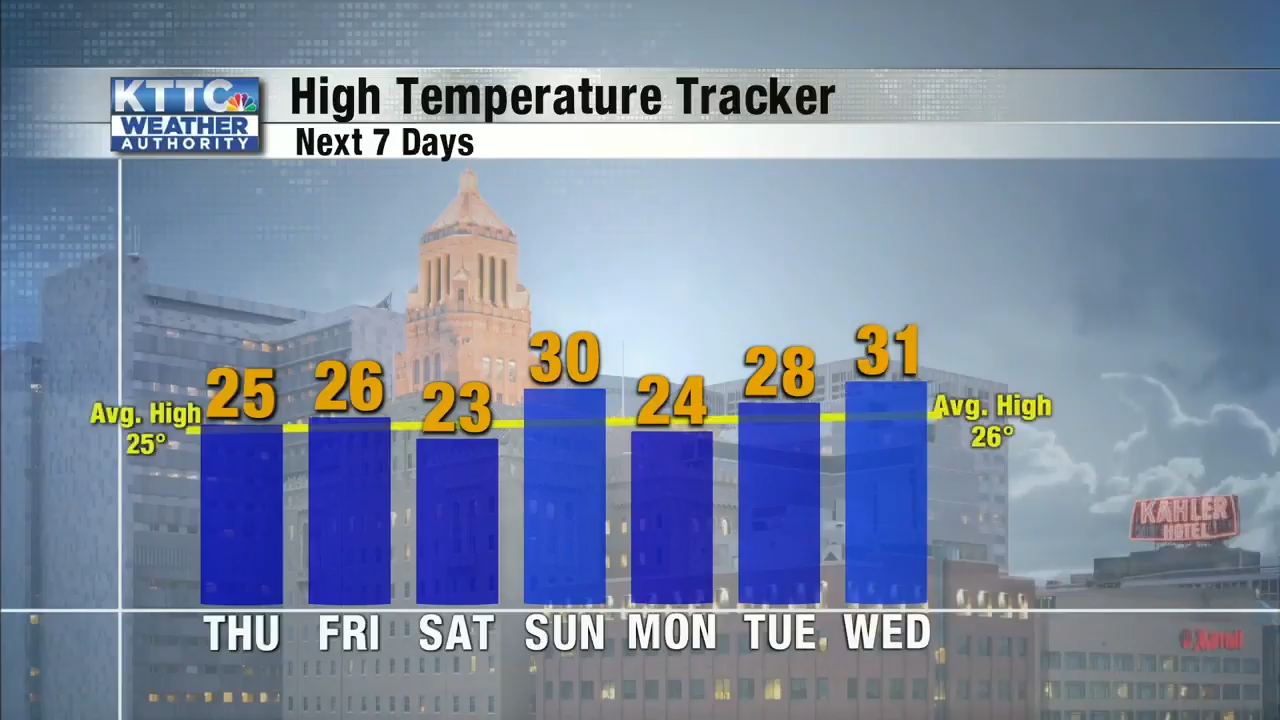 KTTC
WEATHER
AUTHORITY
High Temperature Tracker
Next 7 Days
25 26 23 30 24 28 31
Avg. High
25°
Avg. High
26°
KAHLER
HOTEL
Marriott
THU FRI SAT SUN MON TUE WED